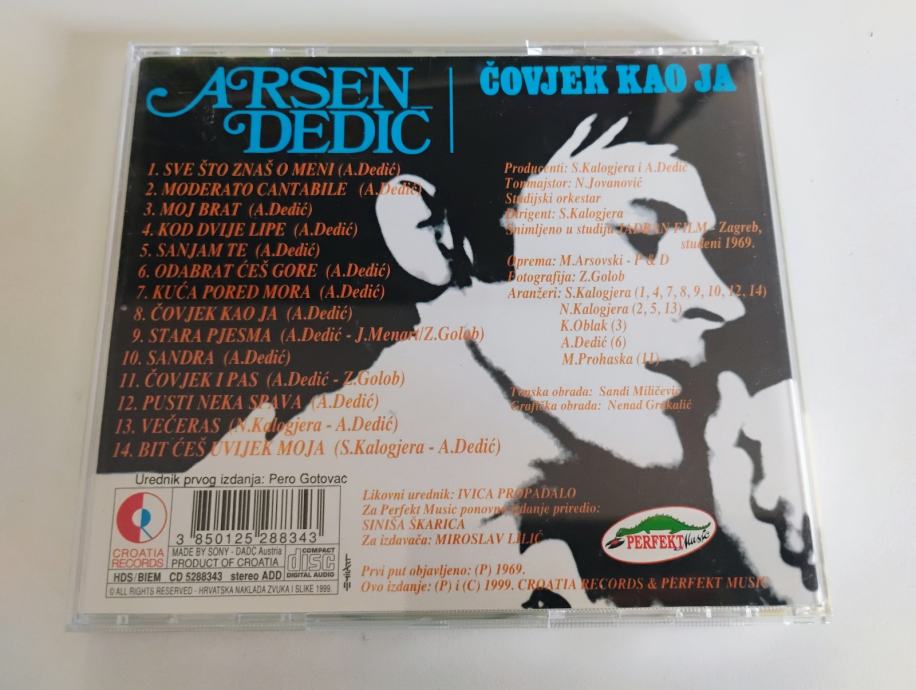 ARSEN DEDIĆ
ČOVJEK KAO JA
1. SVE ŠTO ZNAŠ O MENI (A.Dedić)
2. MODERATO CANTABILE (A.Dedić)
3. MOJ BRAT (A.Dedić)
4. KOD DVIJE LIPE (A.Dedić)
5. SANJAM TE (A.Dedić)
6. ODABRAT ĆEŠ GORE (A.Dedić)
7. KUĆA PORED MORA (A.Dedić)
8. ČOVJEK KAO JA (A.Dedić)
9. STARA PJESMA (A.Dedić - J.Menart/Z.Golob)
10. SANDRA (A.Dedić)
11. ČOVJEK I PAS (A.Dedić - Z.Golob)
12. PUSTI NEKA SPAVA (A.Dedić)
13. VEČERAS (N.Kalogjera - A.Dedić)
14. BIT ĆEŠ UVIJEK MOJA (S.Kalogjera - A.Dedić)
Producenti: S.Kalogjera i A.Dedić
Tonmajstor: N.Jovanović
Studijski orkestar
Dirigent: S.Kalogjera
Snimljeno u studiju JADRAN FILM - Zagreb,
studeni 1969.
Oprema: M.Arsovski - P & D
Fotografija: Z.Golob
Aranžeri: S.Kalogjera (1, 4, 7, 8, 9, 10, 12, 14)
N.Kalogjera (2, 5, 13)
K.Oblak (3)
A.Dedić (6)
M.Prohaska (11)
Tonska obrada: Sandi Miličević
Grafička obrada: Nenad Grakalić
Urednik prvog izdanja: Pero Gotovac
CROATIA RECORDS
3 850125 288343
MADE BY SONY - DADC Austria
PRODUCT OF CROATIA
COMPACT disc DIGITAL AUDIO
HDS/BIEM CD 5288343 stereo ADD
© ALL RIGHTS RESERVED - HRVATSKA NAKLADA ZVUKA I SLIKE 1999.
Likovni urednik: IVICA PROPADALO
Za Perfekt Music ponovno izdanje priredio:
SINIŠA ŠKARICA
Za izdavača: MIROSLAV LILIĆ
PERFEKT Music
Prvi put objavljeno: (P) 1969.
Ovo izdanje: (P) i (C) 1999. CROATIA RECORDS & PERFEKT MUSIC